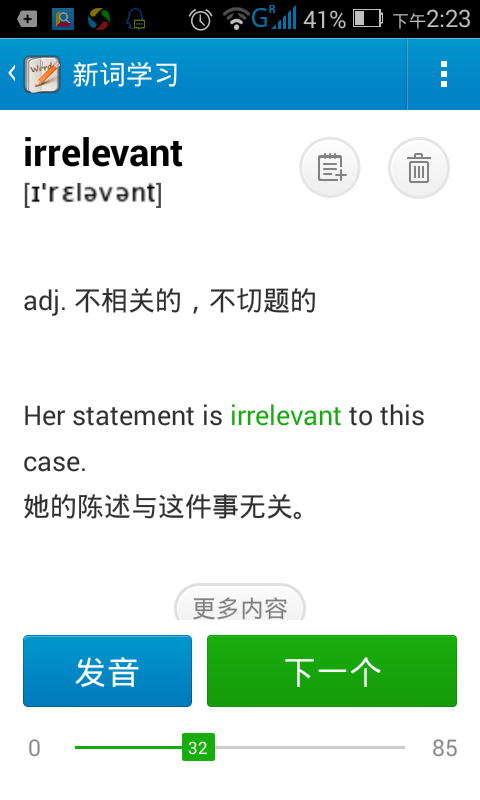 G R 41% 下午2:23
Words 新词学习
irrelevant
[ɪ'rɛləvənt]
adj. 不相关的，不切题的
Her statement is irrelevant to this
case.
她的陈述与这件事无关。
更多内容
发音 下一个
0 32 85